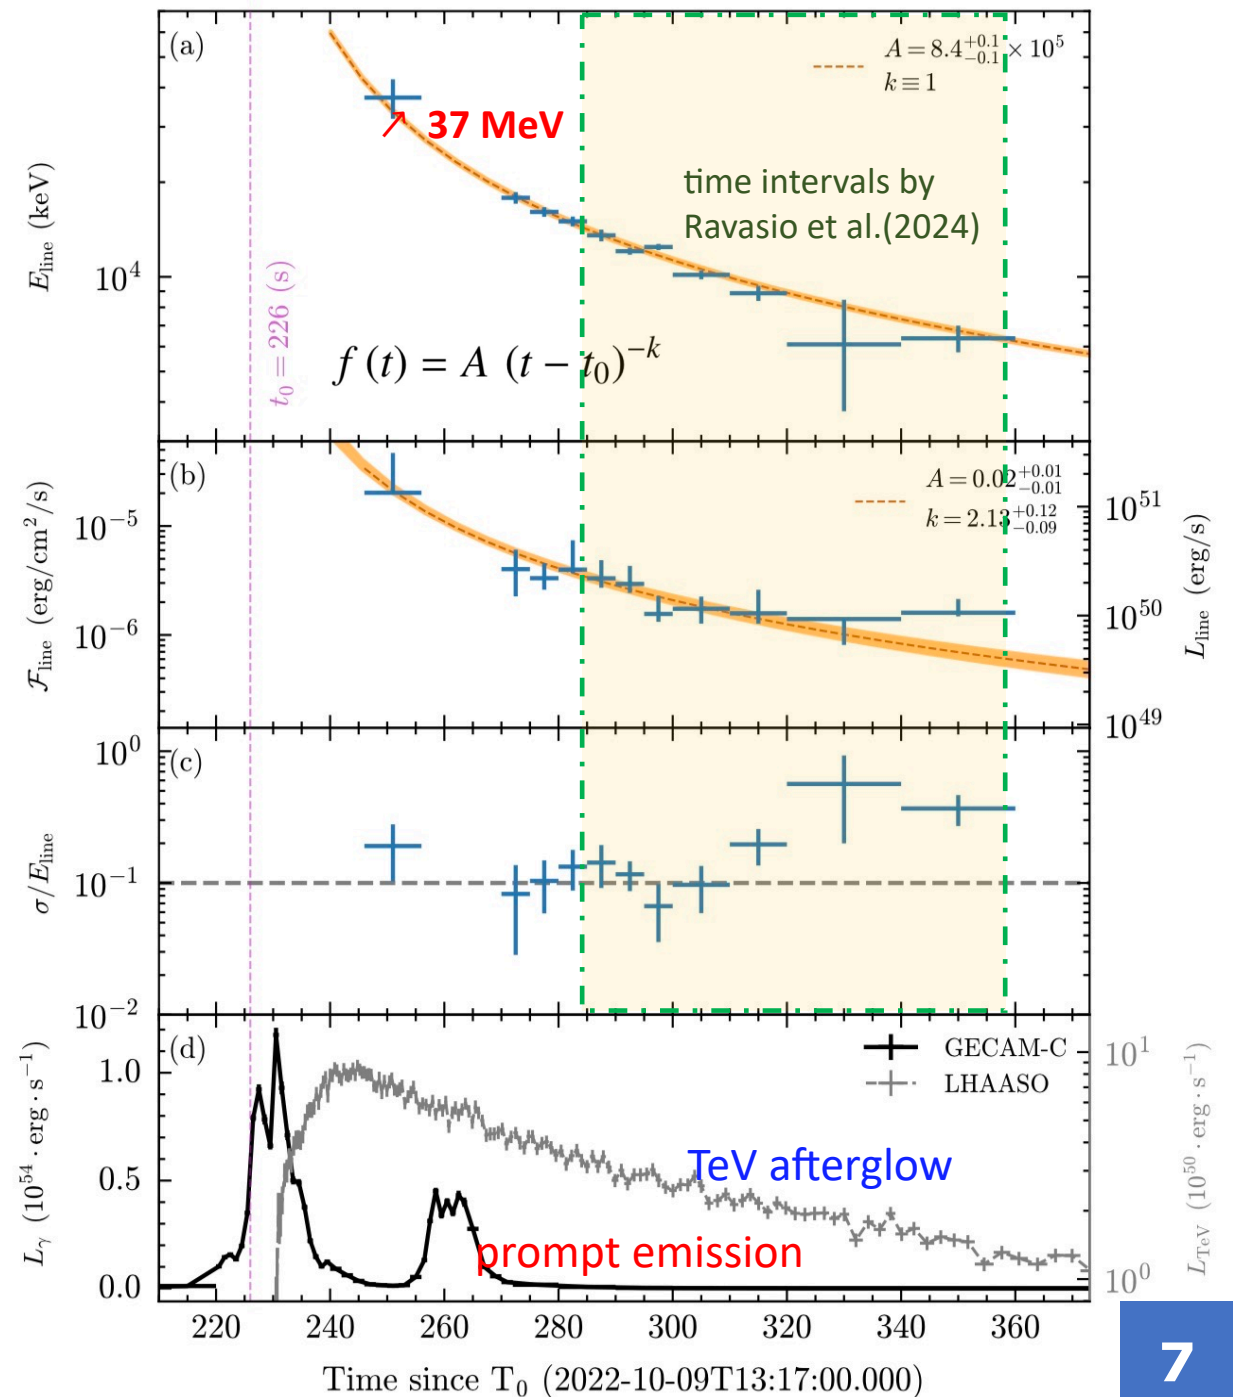 (a)
A = 8.4^{+0.1}_{-0.1} × 10^5
k ≡ 1
37 MeV
time intervals by
Ravasio et al.(2024)
E_line (keV)
10^4
t_0 = 226 (s)
f (t) = A (t − t_0)^{−k}
(b)
A = 0.02^{+0.01}_{-0.01}
k = 2.13^{+0.12}_{-0.09}
F_line (erg/cm^2/s)
10^{-5}
10^{-6}
10^{51}
10^{50}
10^{49}
L_line (erg/s)
(c)
σ/E_line
10^0
10^{-1}
10^{-2}
(d)
GECAM-C
LHAASO
L_γ (10^{54} · erg · s^{-1})
1.0
0.5
0.0
TeV afterglow
prompt emission
10^1
10^0
L_TeV (10^{50} · erg · s^{-1})
220 240 260 280 300 320 340 360
Time since T_0 (2022-10-09T13:17:00.000)
7